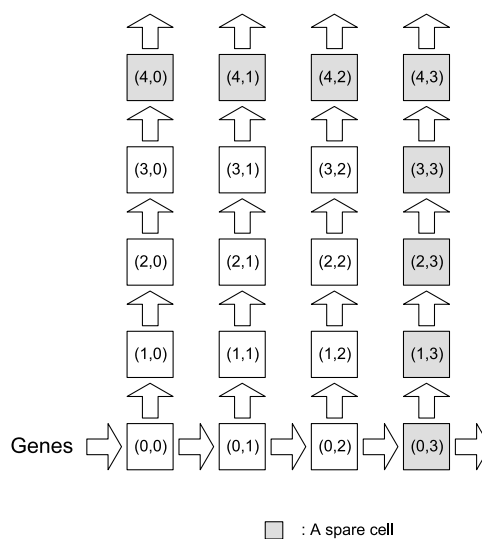 (4,0) (4,1) (4,2) (4,3)
(3,0) (3,1) (3,2) (3,3)
(2,0) (2,1) (2,2) (2,3)
(1,0) (1,1) (1,2) (1,3)
Genes (0,0) (0,1) (0,2) (0,3)
: A spare cell